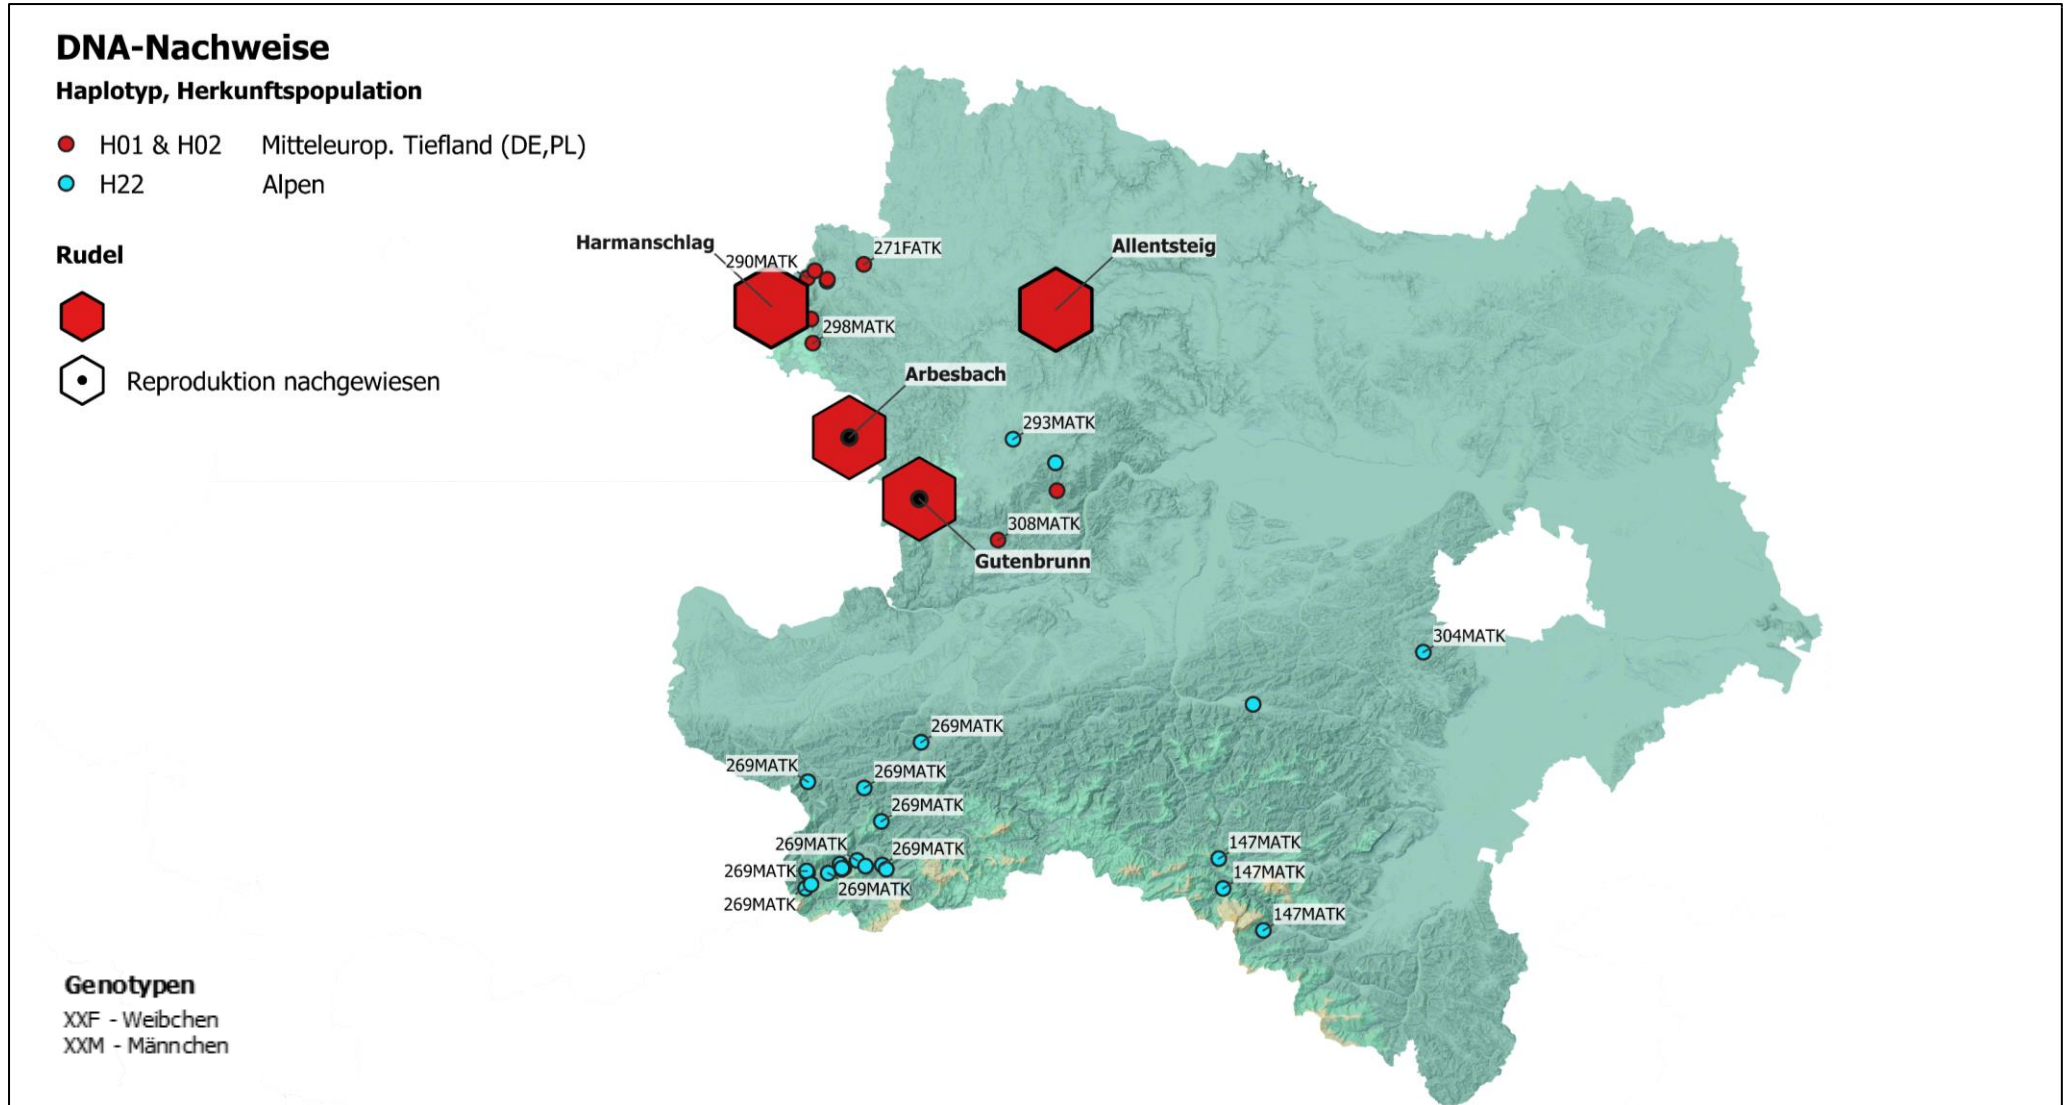 DNA-Nachweise
Haplotyp, Herkunftspopulation
H01 & H02 Mitteleurop. Tiefland (DE,PL)
H22 Alpen
Rudel
Reproduktion nachgewiesen
Harmanschlag
290MATK
271FATK
Allentsteig
298MATK
Arbesbach
293MATK
308MATK
Gutenbrunn
304MATK
269MATK
269MATK
269MATK
269MATK
269MATK
269MATK
269MATK
269MATK
269MATK
147MATK
147MATK
147MATK
Genotypen
XXF - Weibchen
XXM - Männchen